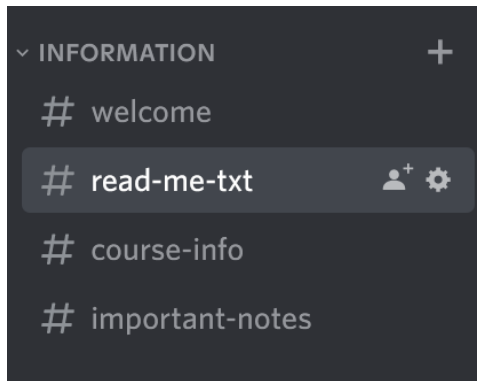 INFORMATION
# welcome
# read-me-txt
# course-info
# important-notes